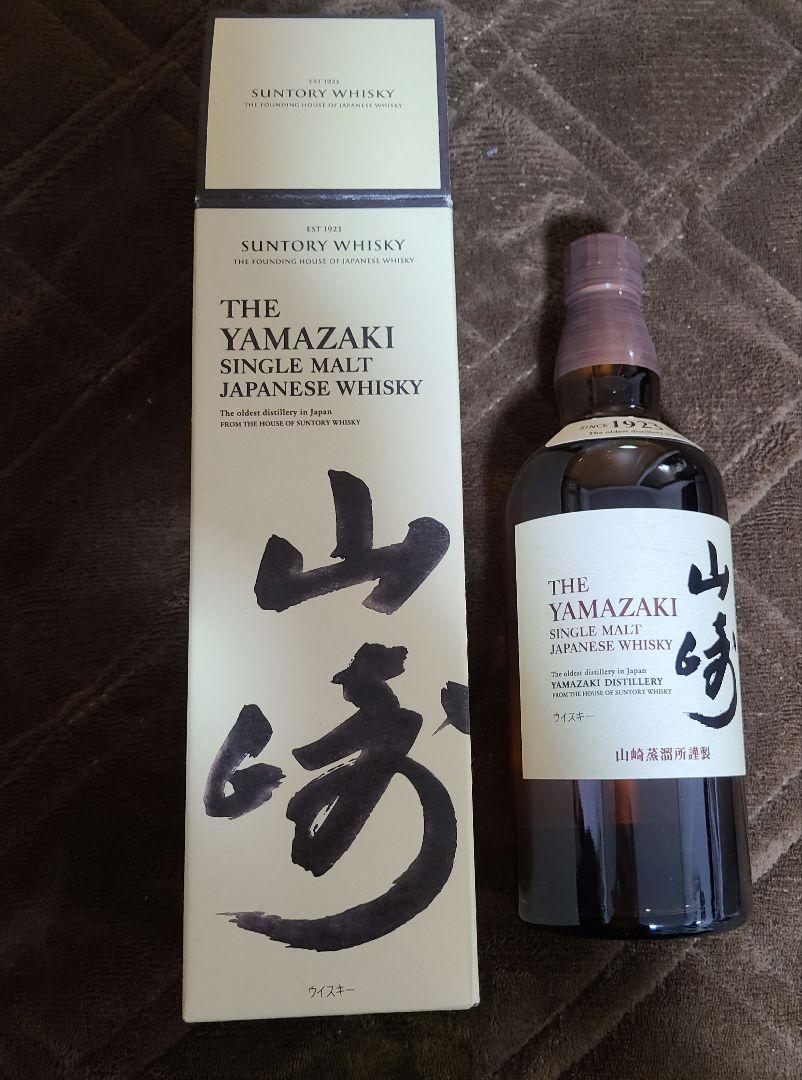 EST 1923
SUNTORY WHISKY
THE FOUNDING HOUSE OF JAPANESE WHISKY
EST 1923
SUNTORY WHISKY
THE FOUNDING HOUSE OF JAPANESE WHISKY
THE
YAMAZAKI
SINGLE MALT
JAPANESE WHISKY
The oldest distillery in Japan
FROM THE HOUSE OF SUNTORY WHISKY
山崎
ウイスキー
SINCE 1923
The oldest distillery
THE
YAMAZAKI
SINGLE MALT
JAPANESE WHISKY
The oldest distillery in Japan
YAMAZAKI DISTILLERY
FROM THE HOUSE OF SUNTORY WHISKY
山崎
ウイスキー
山崎蒸溜所謹製